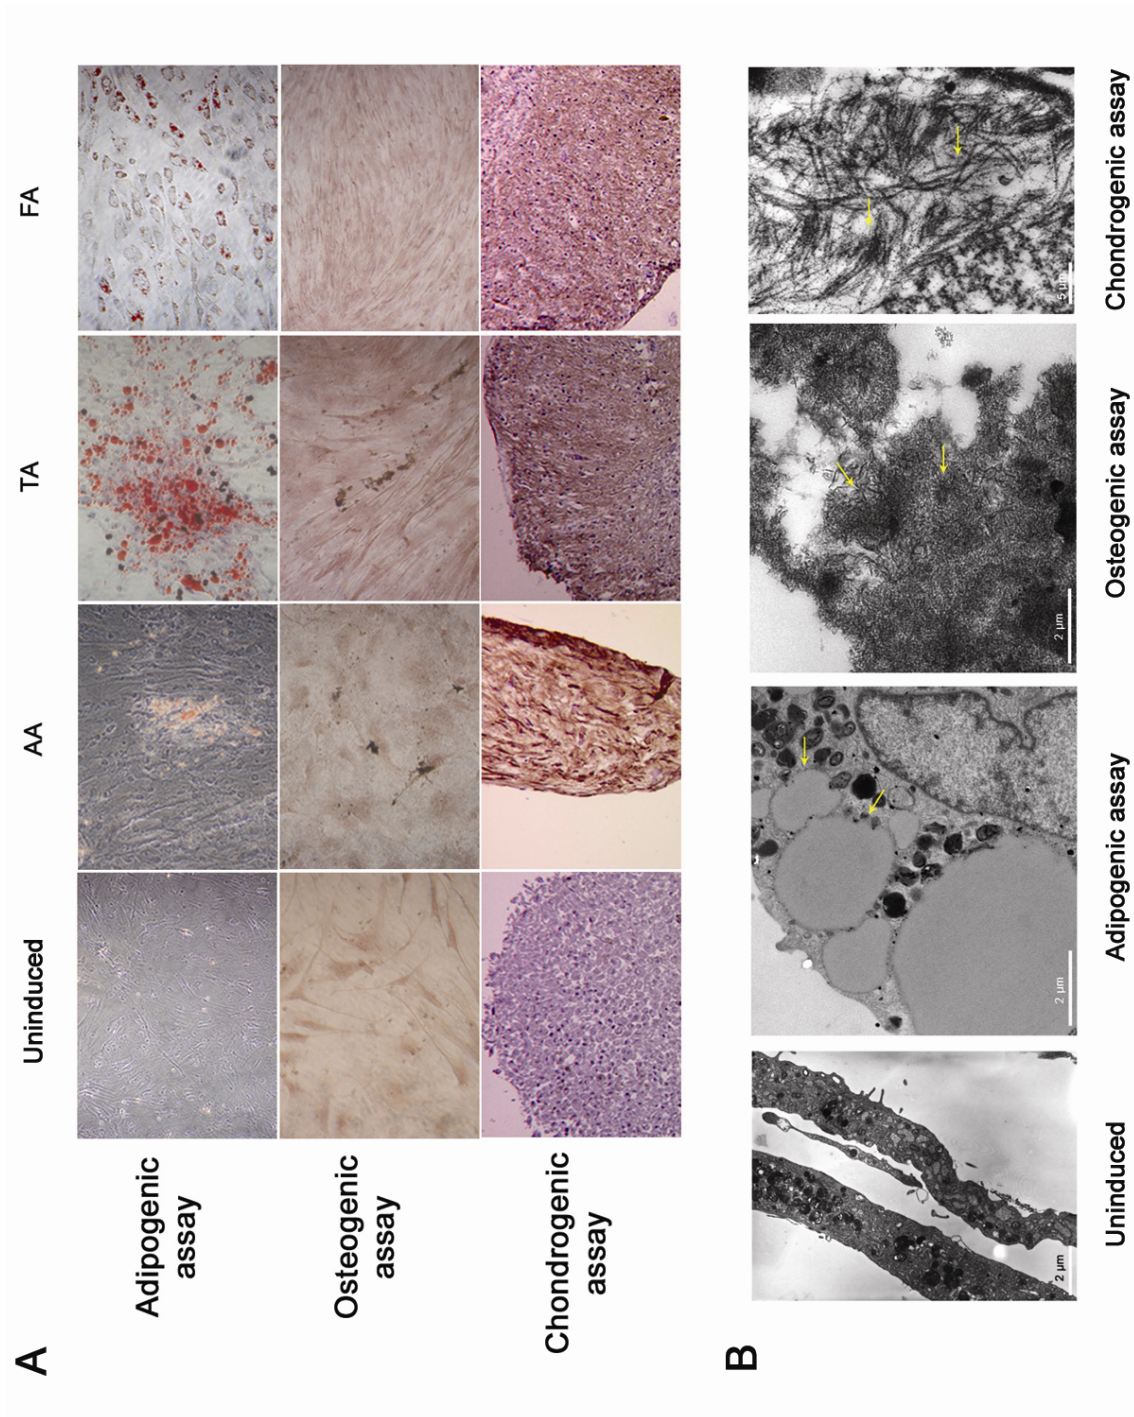 A
Uninduced
AA
TA
FA
Adipogenic
assay
Osteogenic
assay
Chondrogenic
assay
B
2 µm
2 µm
2 µm
5 µm
Uninduced
Adipogenic assay
Osteogenic assay
Chondrogenic assay